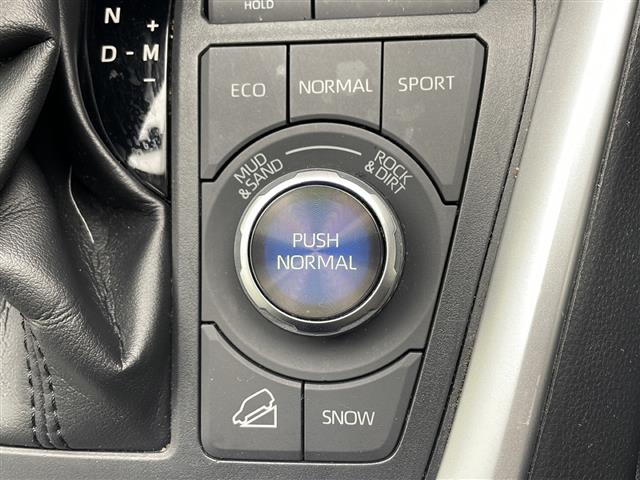 HOLD
N +
D - M
–
ECO
NORMAL
SPORT
MUD
& SAND
ROCK
& DIRT
PUSH
NORMAL
SNOW